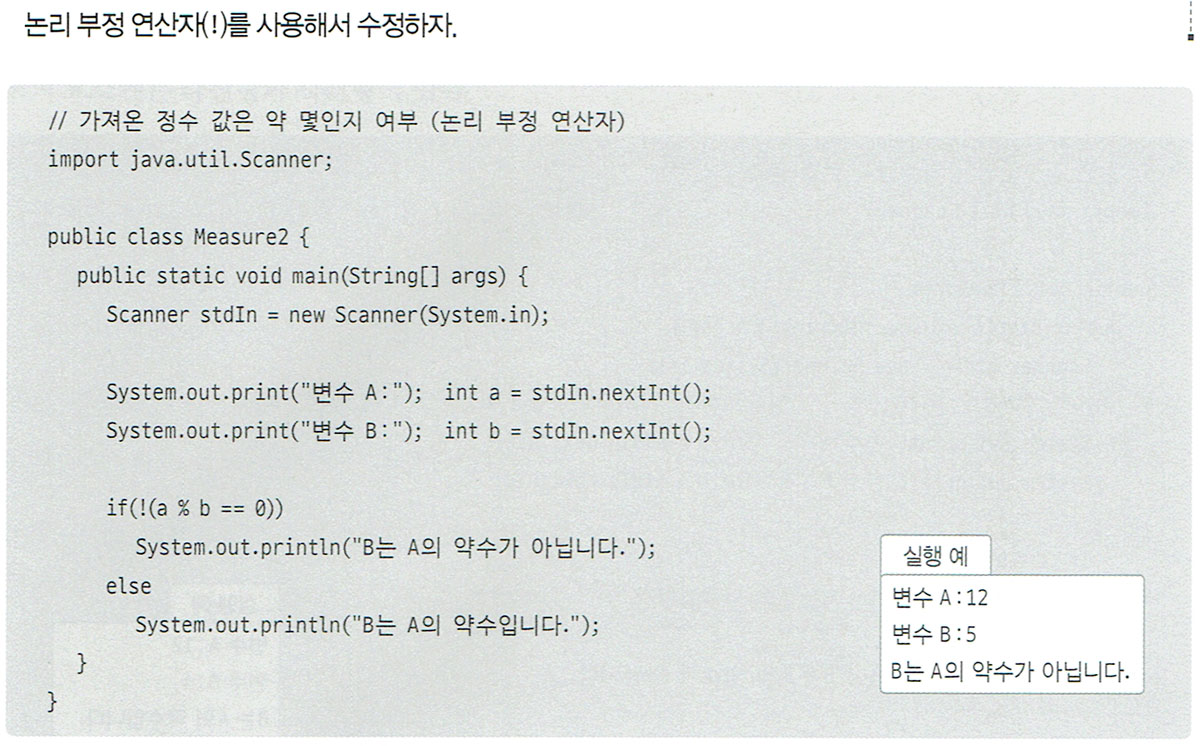 논리 부정 연산자(!)를 사용해서 수정하자.
// 가져온 정수 값은 약 몇인지 여부 (논리 부정 연산자)
import java.util.Scanner;
public class Measure2 {
public static void main(String[] args) {
Scanner stdIn = new Scanner(System.in);
System.out.print("변수 A:"); int a = stdIn.nextInt();
System.out.print("변수 B:"); int b = stdIn.nextInt();
if(!(a % b == 0))
System.out.println("B는 A의 약수가 아닙니다.");
else
System.out.println("B는 A의 약수입니다.");
}
}
실행 예
변수 A:12
변수 B:5
B는 A의 약수가 아닙니다.